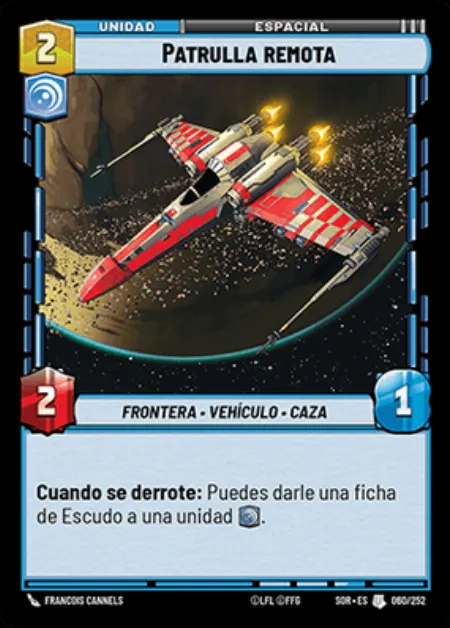 UNIDAD
ESPACIAL
2
PATRULLA REMOTA
2
FRONTERA • VEHÍCULO • CAZA
1
Cuando se derrote: Puedes darle una ficha
de Escudo a una unidad .
FRANCOIS CANNELS
©LFL ©FFG
SOR • ES
060/252